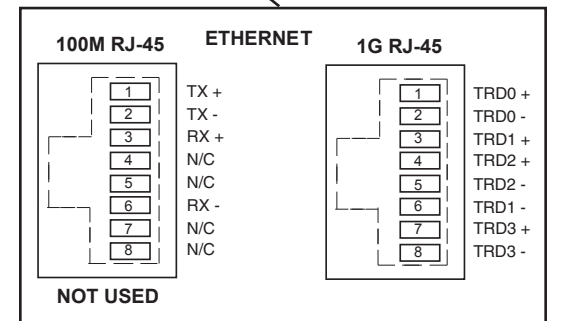 ETHERNET
100M RJ-45
1 TX +
2 TX -
3 RX +
4 N/C
5 N/C
6 RX -
7 N/C
8 N/C
NOT USED
1G RJ-45
1 TRD0 +
2 TRD0 -
3 TRD1 +
4 TRD2 +
5 TRD2 -
6 TRD1 -
7 TRD3 +
8 TRD3 -